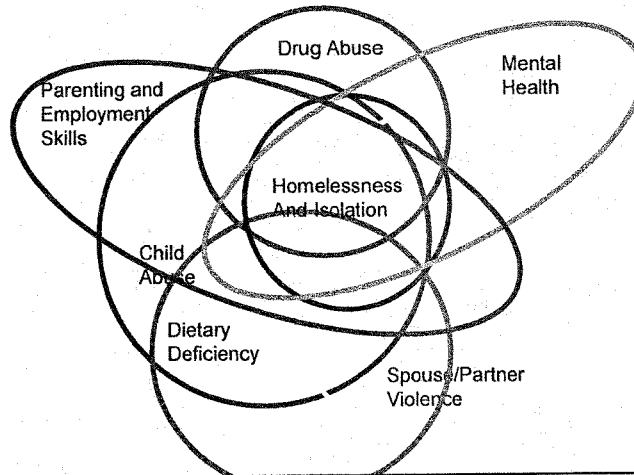 Drug Abuse
Mental
Health
Parenting and
Employment
Skills
Homelessness
And Isolation
Child
Abuse
Dietary
Deficiency
Spouse/Partner
Violence